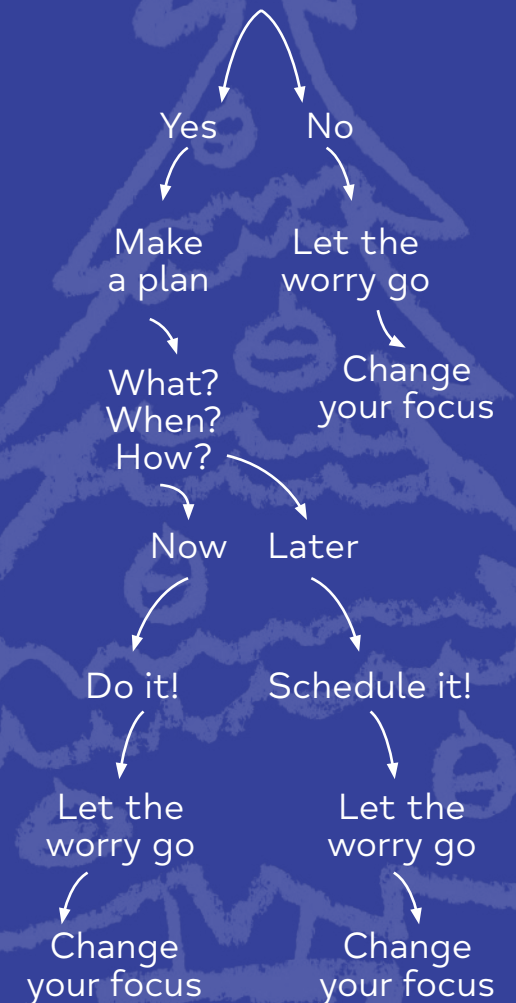 Yes
No
Make
a plan
Let the
worry go
Change
your focus
What?
When?
How?
Now
Later
Do it!
Schedule it!
Let the
worry go
Let the
worry go
Change
your focus
Change
your focus